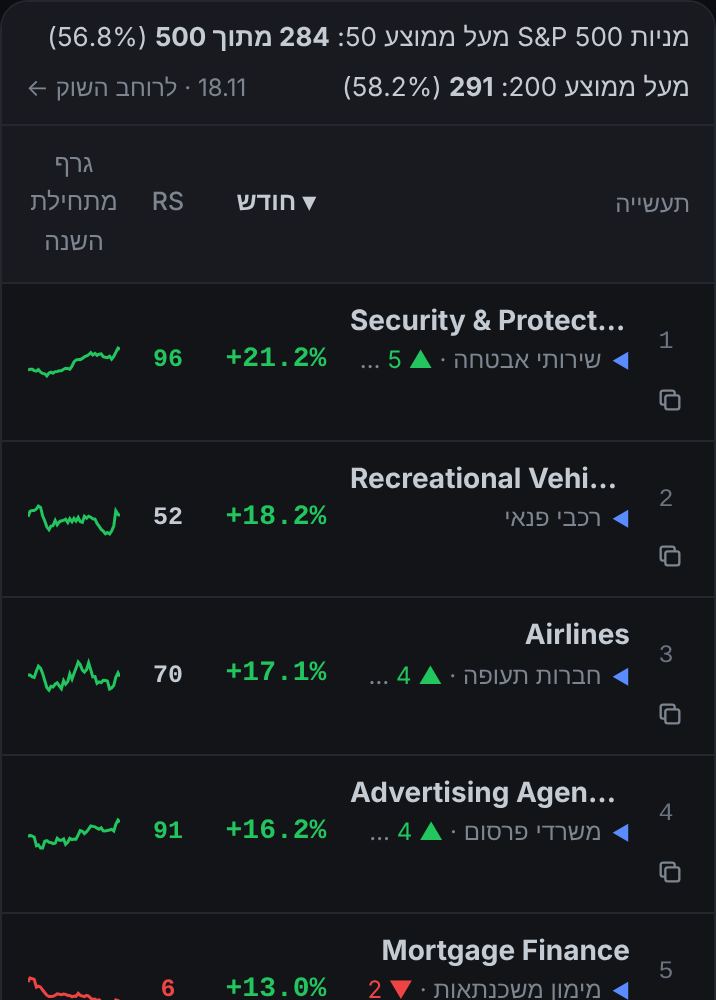 מניות S&P 500 מעל ממוצע 50: 284 מתוך 500 (56.8%)
מעל ממוצע 200: 291 (58.2%)
18.11 · לרוחב השוק ←
תעשייה
▼ חודש
RS
גרף מתחילת השנה
1
Security & Protect...
◀ שירותי אבטחה · ▲ 5 ...
+21.2%
96
2
Recreational Vehi...
◀ רכבי פנאי
+18.2%
52
3
Airlines
◀ חברות תעופה · ▲ 4 ...
+17.1%
70
4
Advertising Agen...
◀ משרדי פרסום · ▲ 4 ...
+16.2%
91
5
Mortgage Finance
◀ מימון משכנתאות · ▼ 2
+13.0%
6